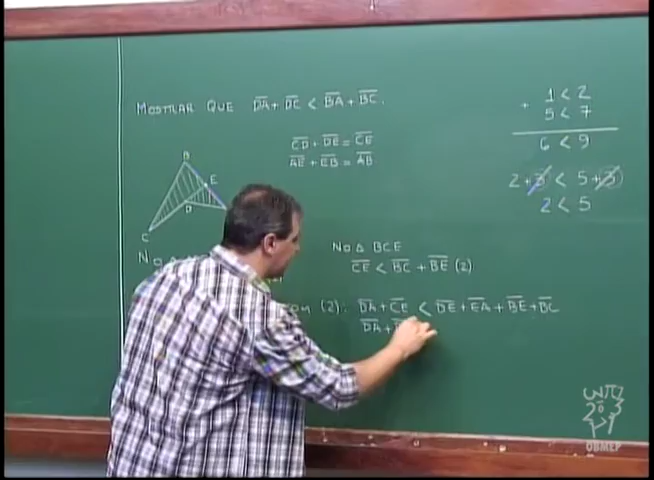 MOSTRAR QUE DA + DC < BA + BC.
CD + DE = CE
AE + EB = AB
B
E
D
C
NO Δ BCE
CE < BC + BE (2)
(2): DA + CE < DE + EA + BE + BC
DA +
1 < 2
+ 5 < 7
6 < 9
2 + 3 < 5 + 3
2 < 5
OBMEP